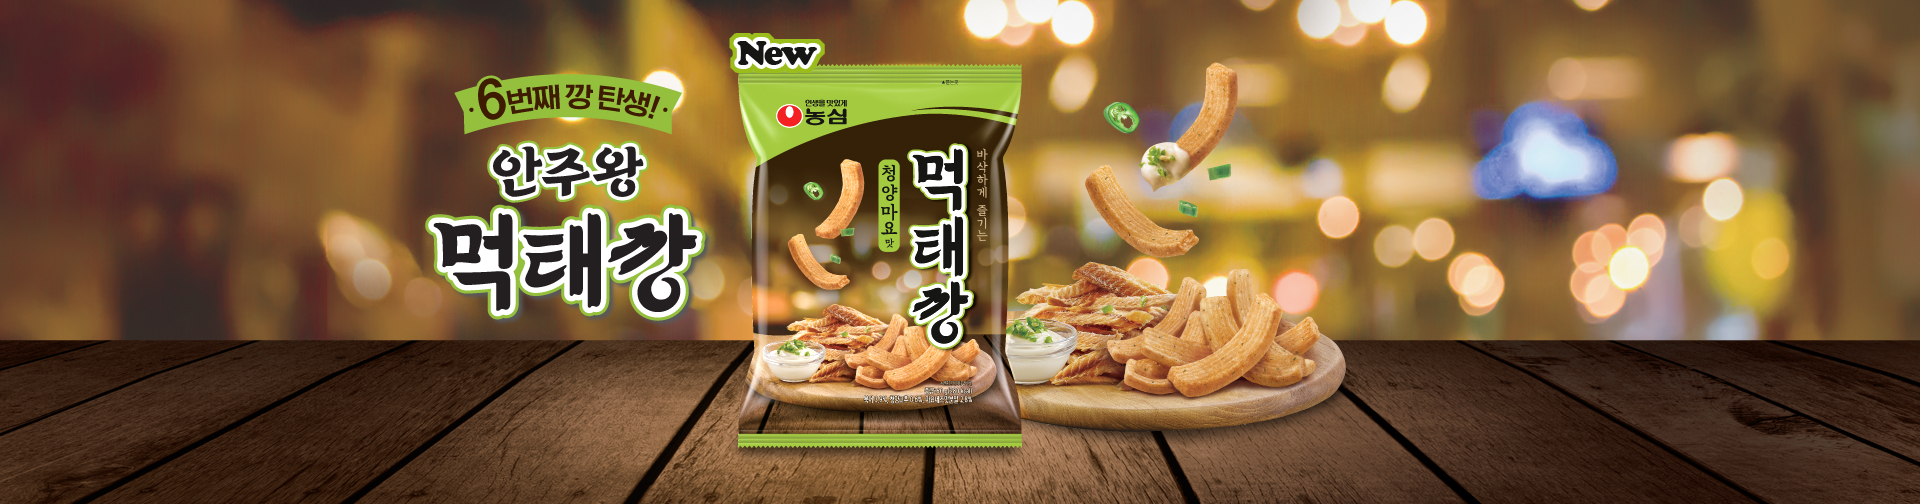 ·6번째 깡 탄생!·
안주왕
먹태깡
New
인생을 맛있게
농심
바삭하게 즐기는
먹태깡
청양마요맛